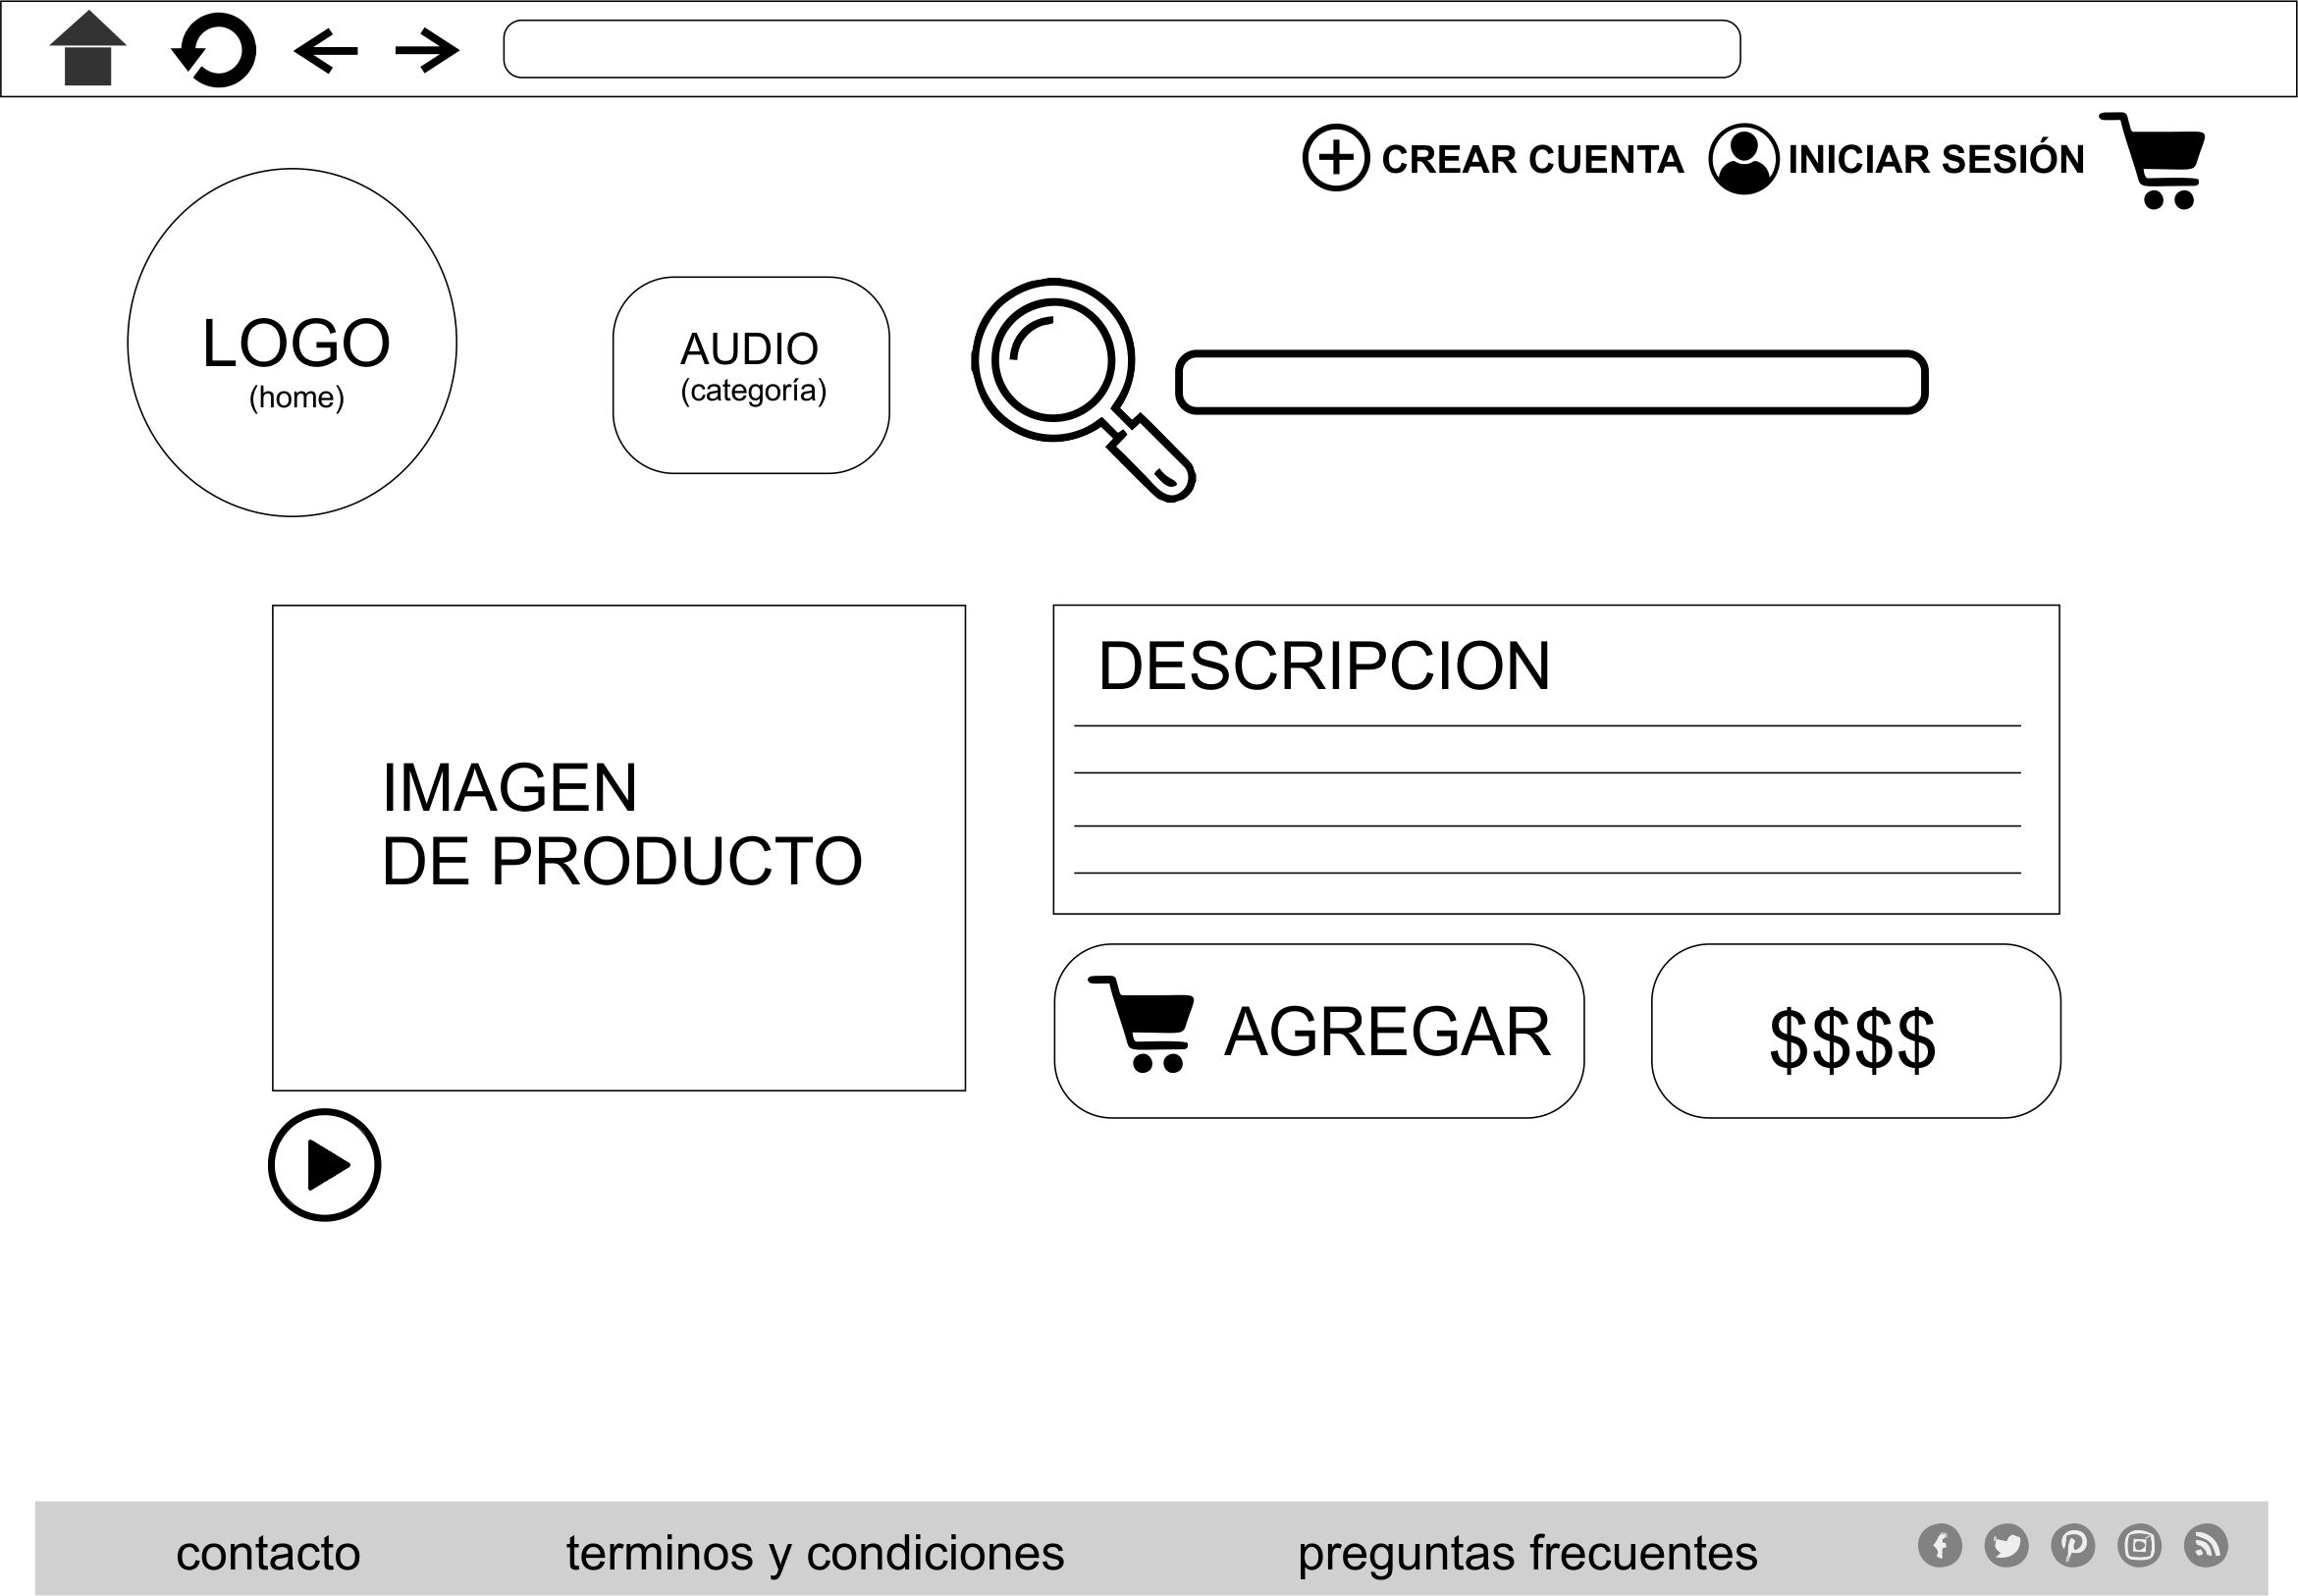 CREAR CUENTA
INICIAR SESIÓN
LOGO
(home)
AUDIO
(categoría)
IMAGEN
DE PRODUCTO
DESCRIPCION
AGREGAR
$$$$
contacto
terminos y condiciones
preguntas frecuentes